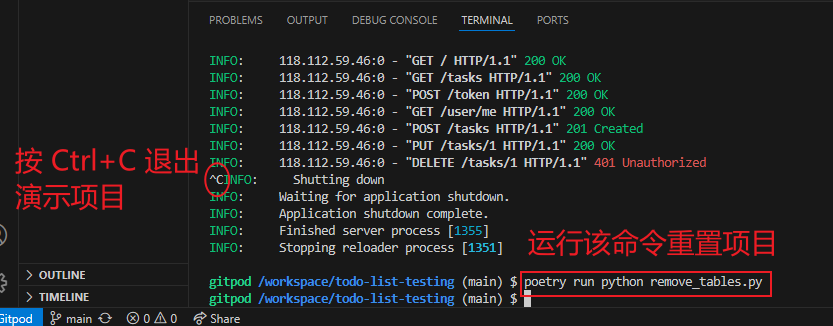 PROBLEMS OUTPUT DEBUG CONSOLE TERMINAL PORTS
INFO: 118.112.59.46:0 - "GET / HTTP/1.1" 200 OK
INFO: 118.112.59.46:0 - "GET /tasks HTTP/1.1" 200 OK
INFO: 118.112.59.46:0 - "POST /token HTTP/1.1" 200 OK
INFO: 118.112.59.46:0 - "GET /user/me HTTP/1.1" 200 OK
INFO: 118.112.59.46:0 - "POST /tasks HTTP/1.1" 201 Created
INFO: 118.112.59.46:0 - "PUT /tasks/1 HTTP/1.1" 200 OK
INFO: 118.112.59.46:0 - "DELETE /tasks/1 HTTP/1.1" 401 Unauthorized
按 Ctrl+C 退出
演示项目
^CINFO: Shutting down
INFO: Waiting for application shutdown.
INFO: Application shutdown complete.
INFO: Finished server process [1355]
INFO: Stopping reloader process [1351]
运行该命令重置项目
gitpod /workspace/todo-list-testing (main) $ poetry run python remove_tables.py
gitpod /workspace/todo-list-testing (main) $
OUTLINE
TIMELINE
Gitpod main 0 0 Share